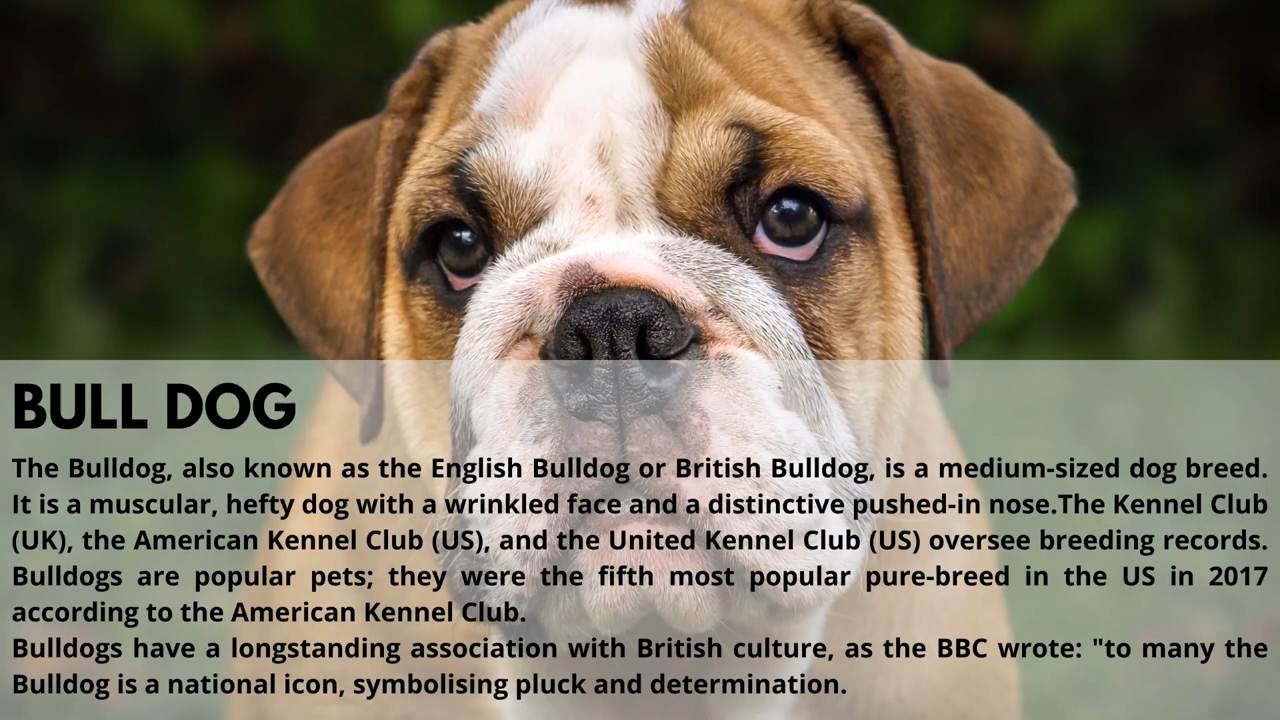 BULL DOG
The Bulldog, also known as the English Bulldog or British Bulldog, is a medium-sized dog breed.
It is a muscular, hefty dog with a wrinkled face and a distinctive pushed-in nose.The Kennel Club
(UK), the American Kennel Club (US), and the United Kennel Club (US) oversee breeding records.
Bulldogs are popular pets; they were the fifth most popular pure-breed in the US in 2017
according to the American Kennel Club.
Bulldogs have a longstanding association with British culture, as the BBC wrote: "to many the
Bulldog is a national icon, symbolising pluck and determination.